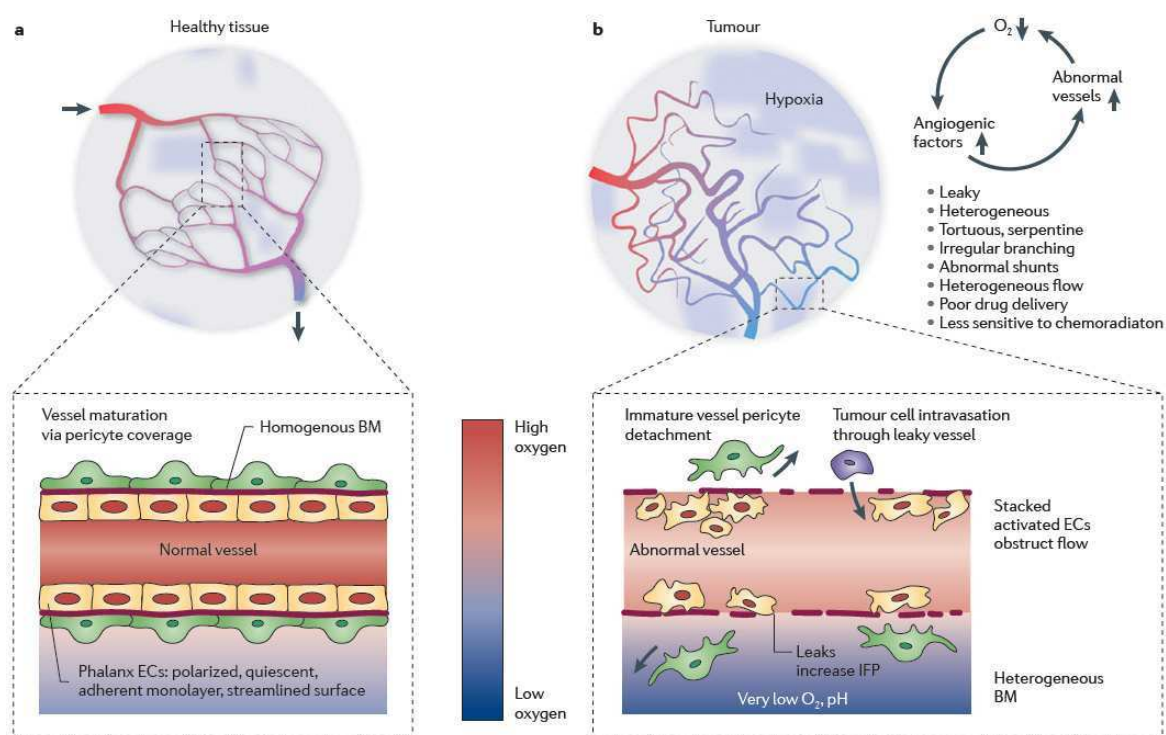 a
Healthy tissue
b
Tumour
Hypoxia
O2
Abnormal
vessels
Angiogenic
factors
• Leaky
• Heterogeneous
• Tortuous, serpentine
• Irregular branching
• Abnormal shunts
• Heterogeneous flow
• Poor drug delivery
• Less sensitive to chemoradiaton
Vessel maturation
via pericyte coverage
Homogenous BM
Normal vessel
Phalanx ECs: polarized, quiescent,
adherent monolayer, streamlined surface
High
oxygen
Low
oxygen
Immature vessel pericyte
detachment
Tumour cell intravasation
through leaky vessel
Abnormal vessel
Stacked
activated ECs
obstruct flow
Leaks
increase IFP
Very low O2, pH
Heterogeneous
BM